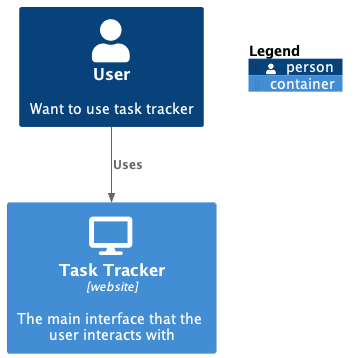 User
Want to use task tracker
Legend
person
container
Uses
Task Tracker
[website]
The main interface that the
user interacts with